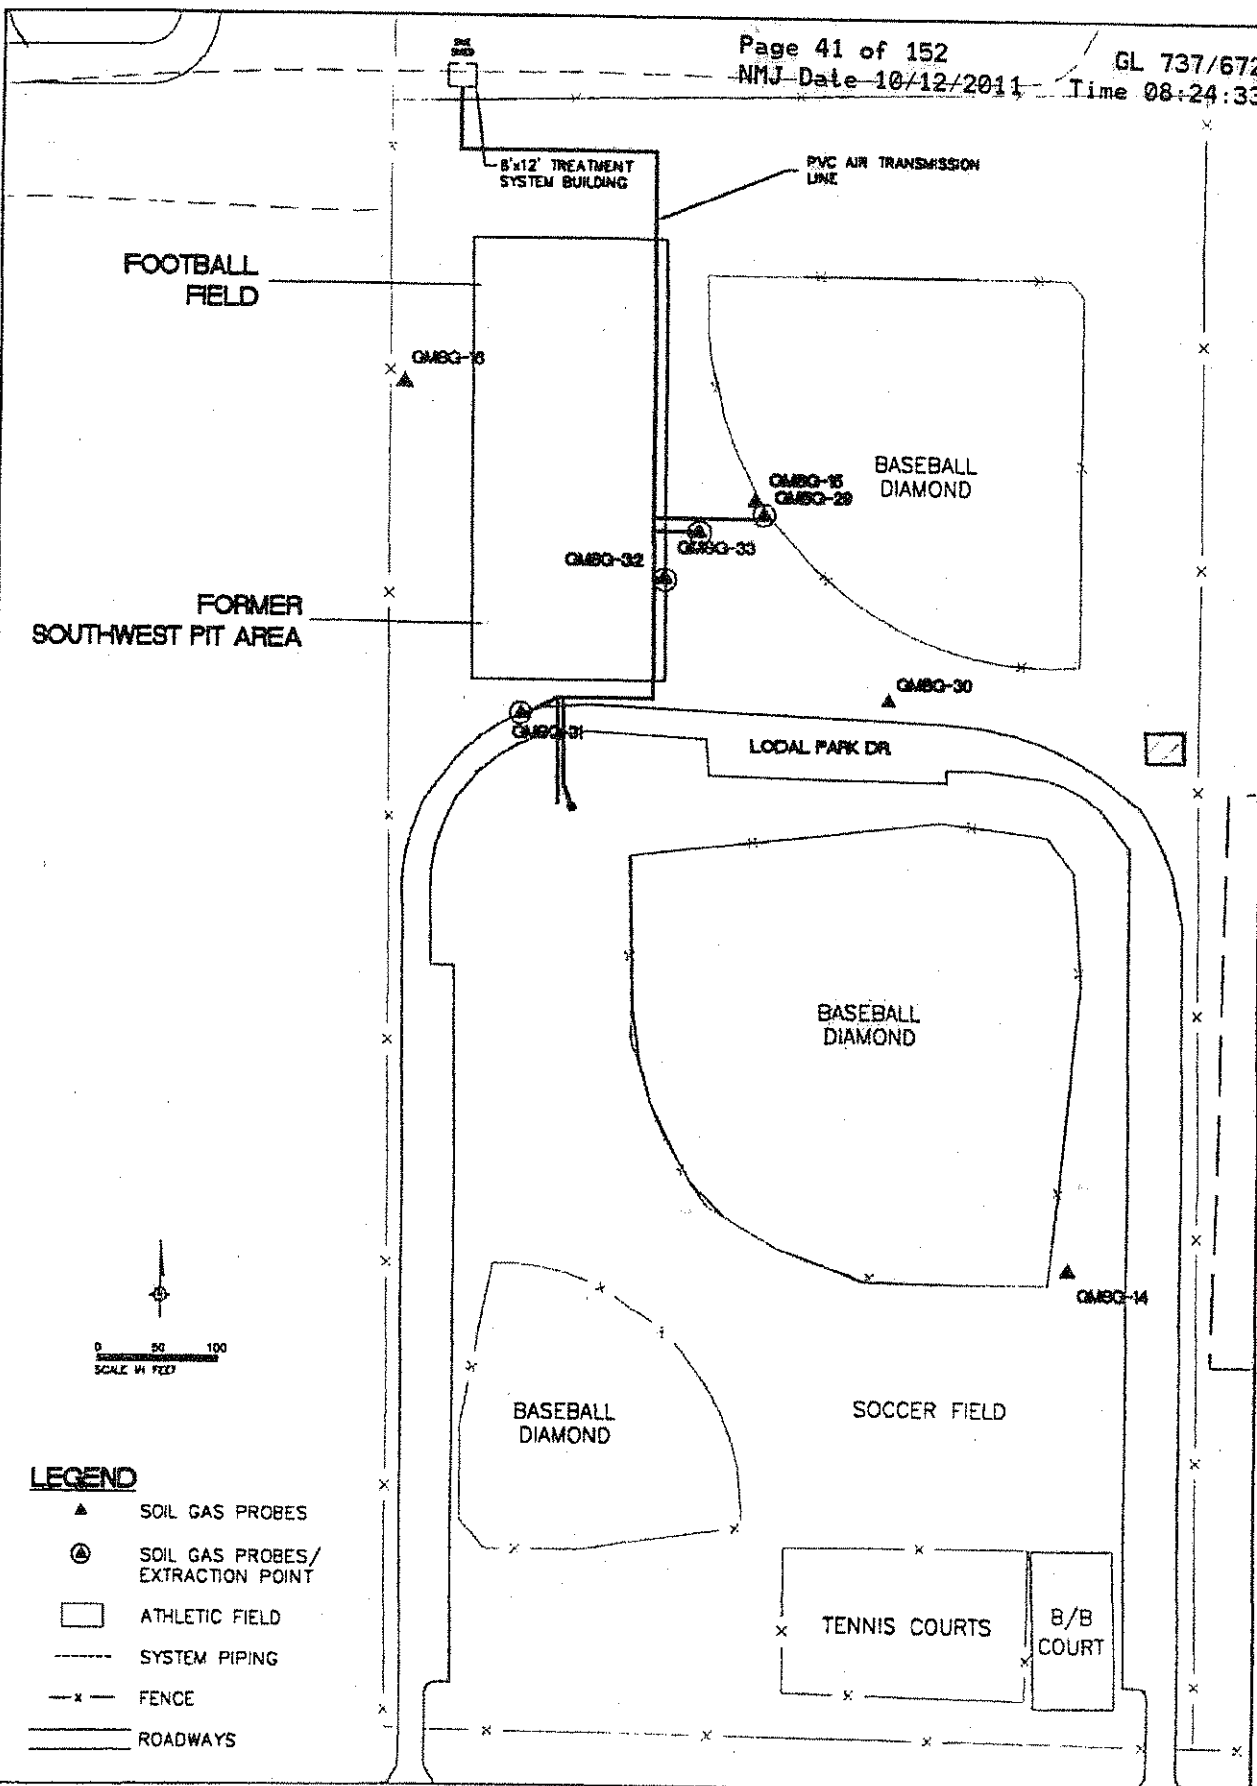 Page 41 of 152
GL 737/672
NMJ Date 10/12/2011
Time 08:24:33
8'x12' TREATMENT
SYSTEM BUILDING
PVC AIR TRANSMISSION
LINE
FOOTBALL
FIELD
GMSG-16
BASEBALL
DIAMOND
GMSG-15
GMSG-29
GMSG-33
GMSG-32
FORMER
SOUTHWEST PIT AREA
GMSG-30
GMSG-31
LODAL PARK DR.
BASEBALL
DIAMOND
GMSG-14
0 50 100
SCALE IN FEET
BASEBALL
DIAMOND
SOCCER FIELD
LEGEND
SOIL GAS PROBES
SOIL GAS PROBES/
EXTRACTION POINT
ATHLETIC FIELD
SYSTEM PIPING
FENCE
ROADWAYS
TENNIS COURTS
B/B
COURT